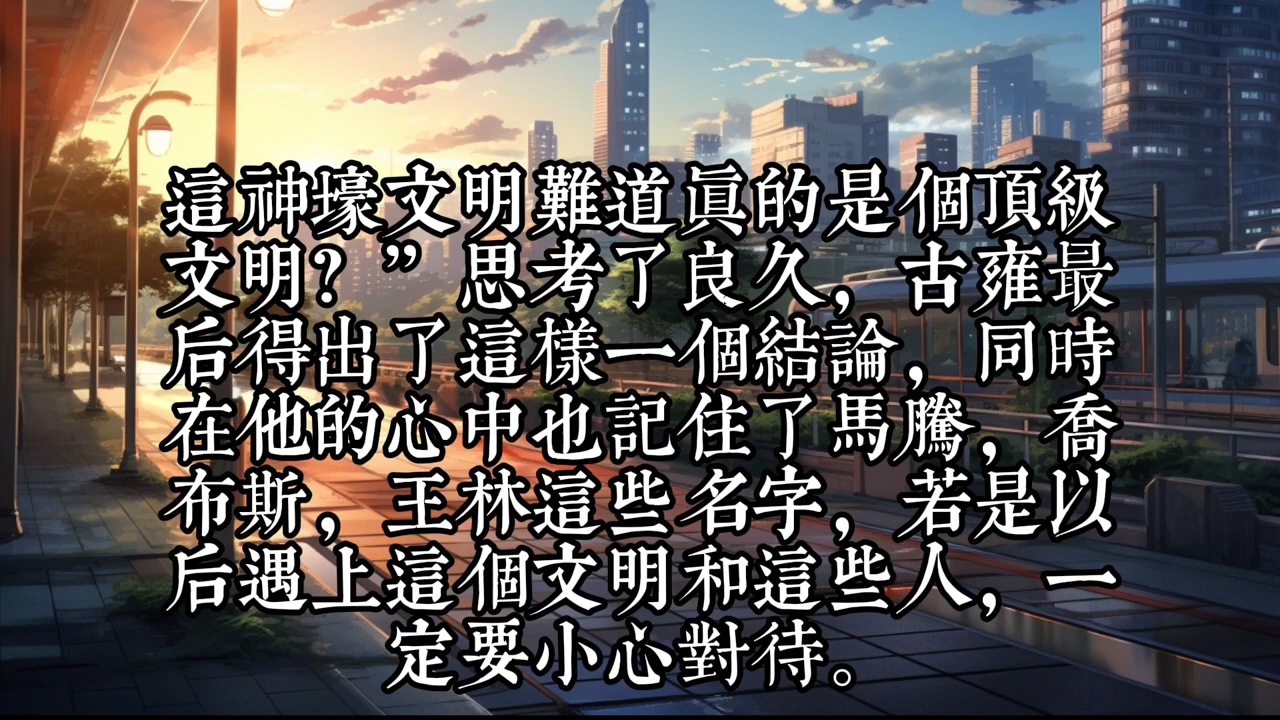 這神壕文明難道眞的是個頂級
文明？”思考了良久，古雍最
后得出了這樣一個結論，同時
在他的心中也記住了馬騰，喬
布斯，王林這些名字，若是以
后遇上這個文明和這些人，一
定要小心對待。